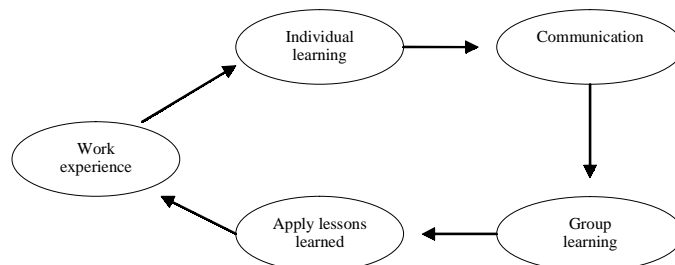 Individual
learning
Communication
Work
experience
Apply lessons
learned
Group
learning